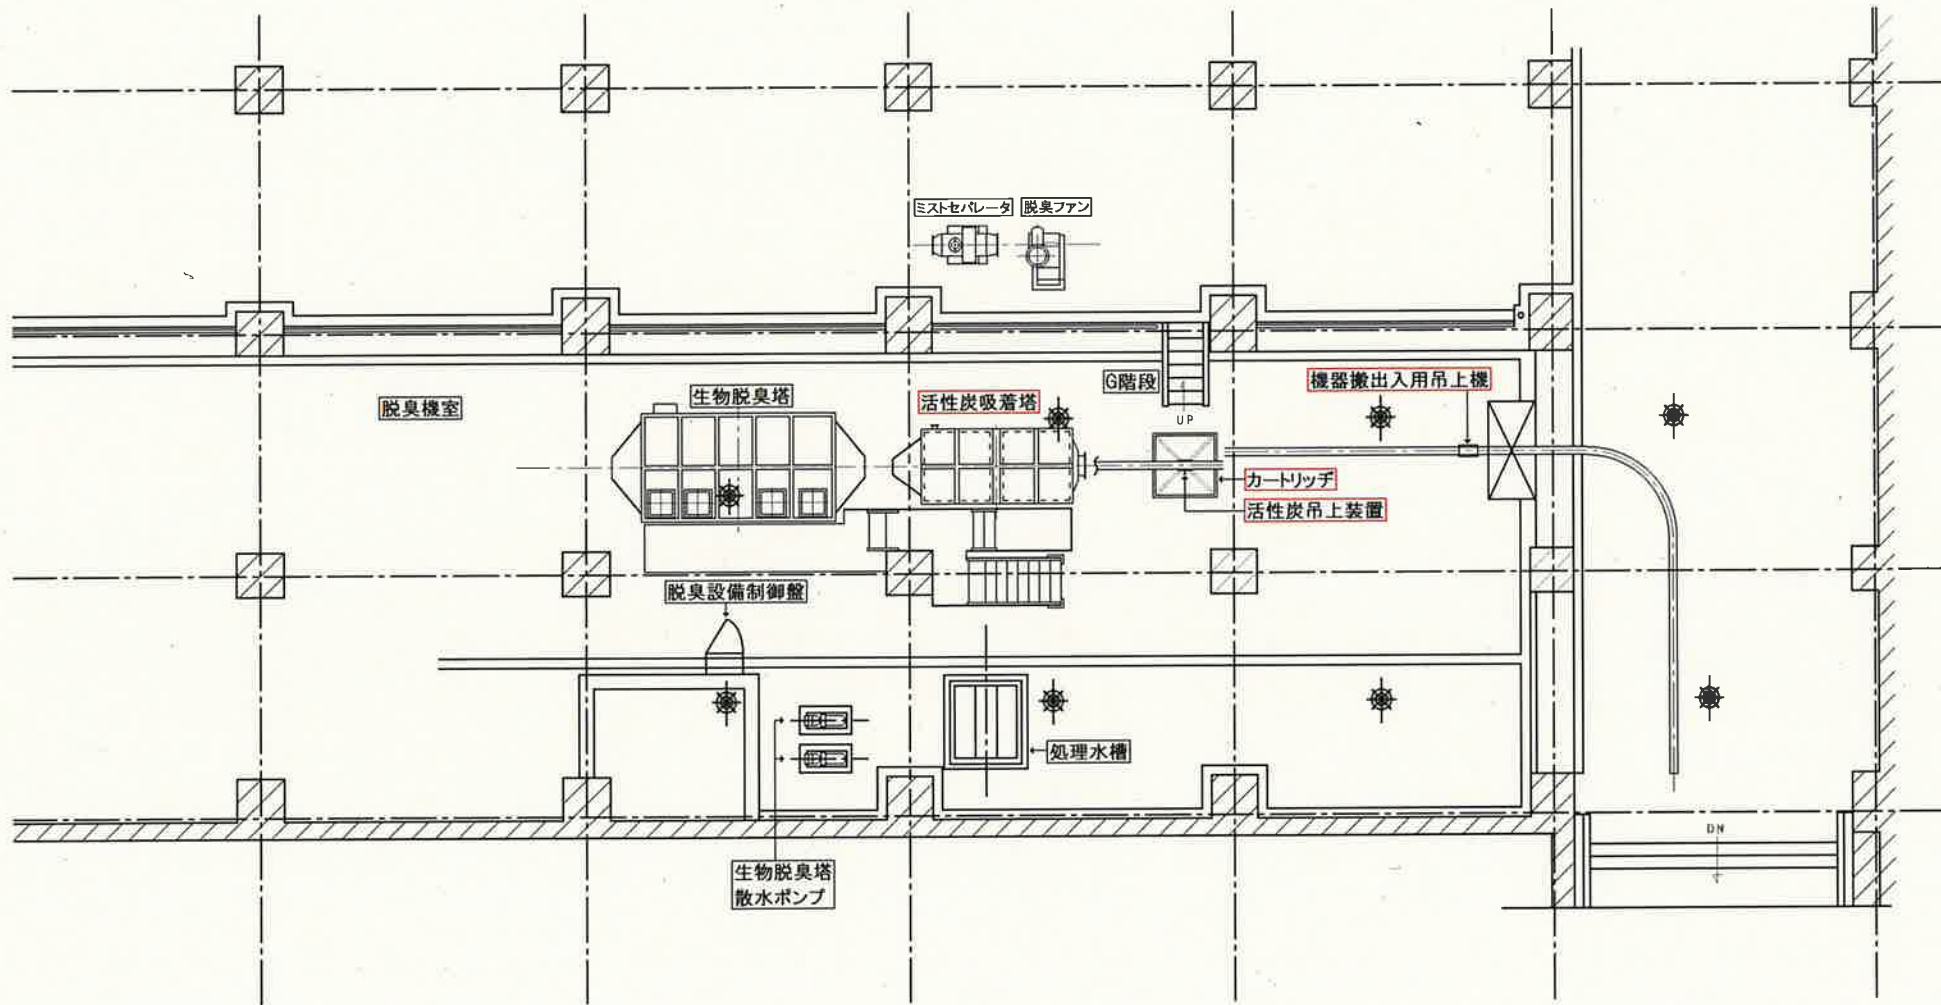 ミストセパレータ
脱臭ファン
脱臭機室
生物脱臭塔
活性炭吸着塔
G階段
UP
機器搬出入用吊上機
カートリッヂ
活性炭吊上装置
脱臭設備制御盤
処理水槽
生物脱臭塔
散水ポンプ
DN